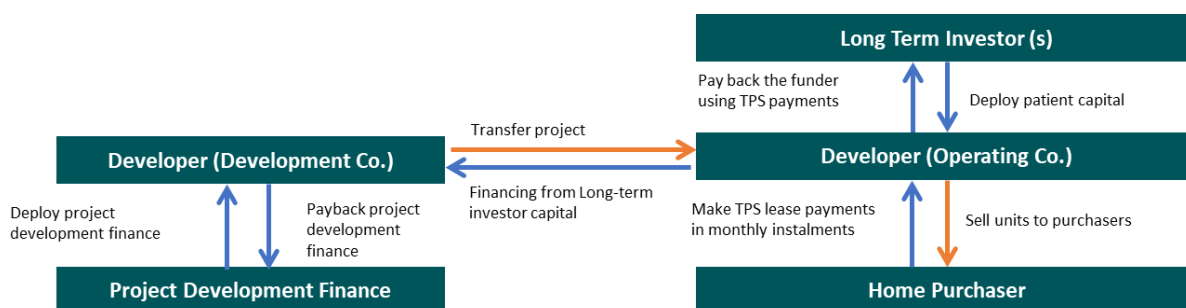 Long Term Investor (s)
Pay back the funder
using TPS payments
Deploy patient capital
Transfer project
Developer (Development Co.)
Developer (Operating Co.)
Financing from Long-term
investor capital
Deploy project
development finance
Payback project
development
finance
Make TPS lease payments
in monthly instalments
Sell units to purchasers
Project Development Finance
Home Purchaser